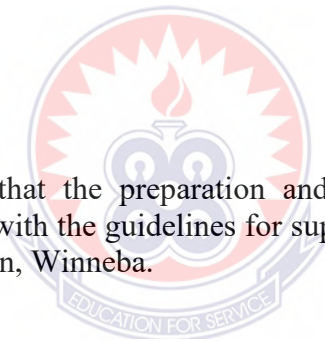 that the preparation and
with the guidelines for sup
n, Winneba.
EDUCATION FOR SERVICE